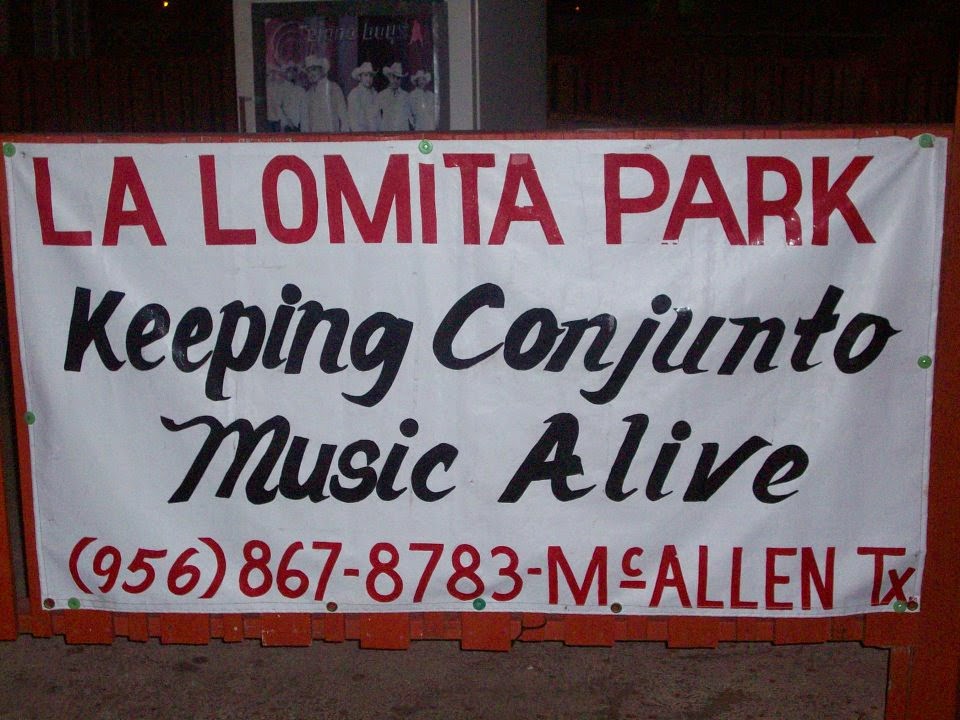 LA LOMITA PARK
Keeping Conjunto
Music Alive
(956) 867-8783-McALLEN Tx.